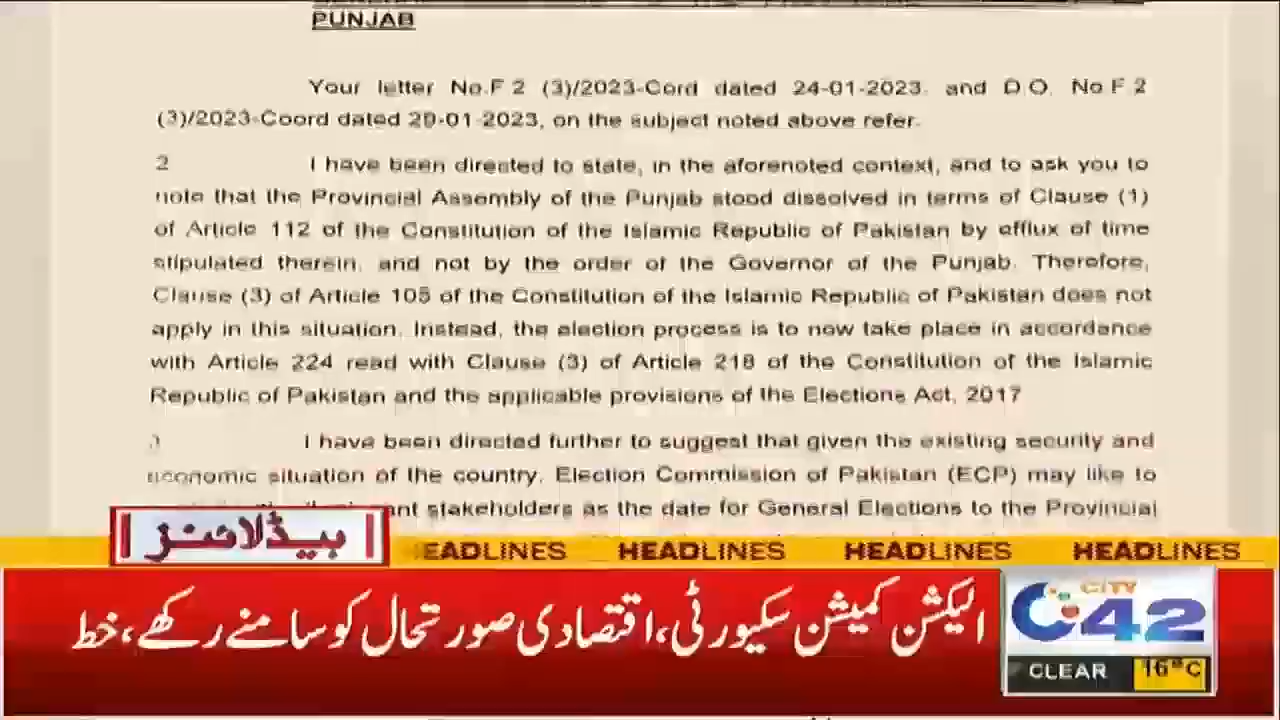 PUNJAB
Your letter No.F 2 (3)/2023-Cord dated 24-01-2023, and D.O. No F 2
(3)/2023-Coord dated 29-01-2023, on the subject noted above refer.
2 I have been directed to state, in the aforenoted context, and to ask you to
note that the Provincial Assembly of the Punjab stood dissolved in terms of Clause (1)
of Article 112 of the Constitution of the Islamic Republic of Pakistan by efflux of time
stipulated therein, and not by the order of the Governor of the Punjab. Therefore,
Clause (3) of Article 105 of the Constitution of the Islamic Republic of Pakistan does not
apply in this situation. Instead, the election process is to now take place in accordance
with Article 224 read with Clause (3) of Article 218 of the Constitution of the Islamic
Republic of Pakistan and the applicable provisions of the Elections Act, 2017
I have been directed further to suggest that given the existing security and
economic situation of the country, Election Commission of Pakistan (ECP) may like to
stakeholders as the date for General Elections to the Provincial
ہیڈلائنز
EADLINES HEADLINES HEADLINES HEADLINES
الیکشن کمیشن سکیورٹی، اقتصادی صورتحال کو سامنے رکھے، خط
CITY
42
CLEAR 16°C